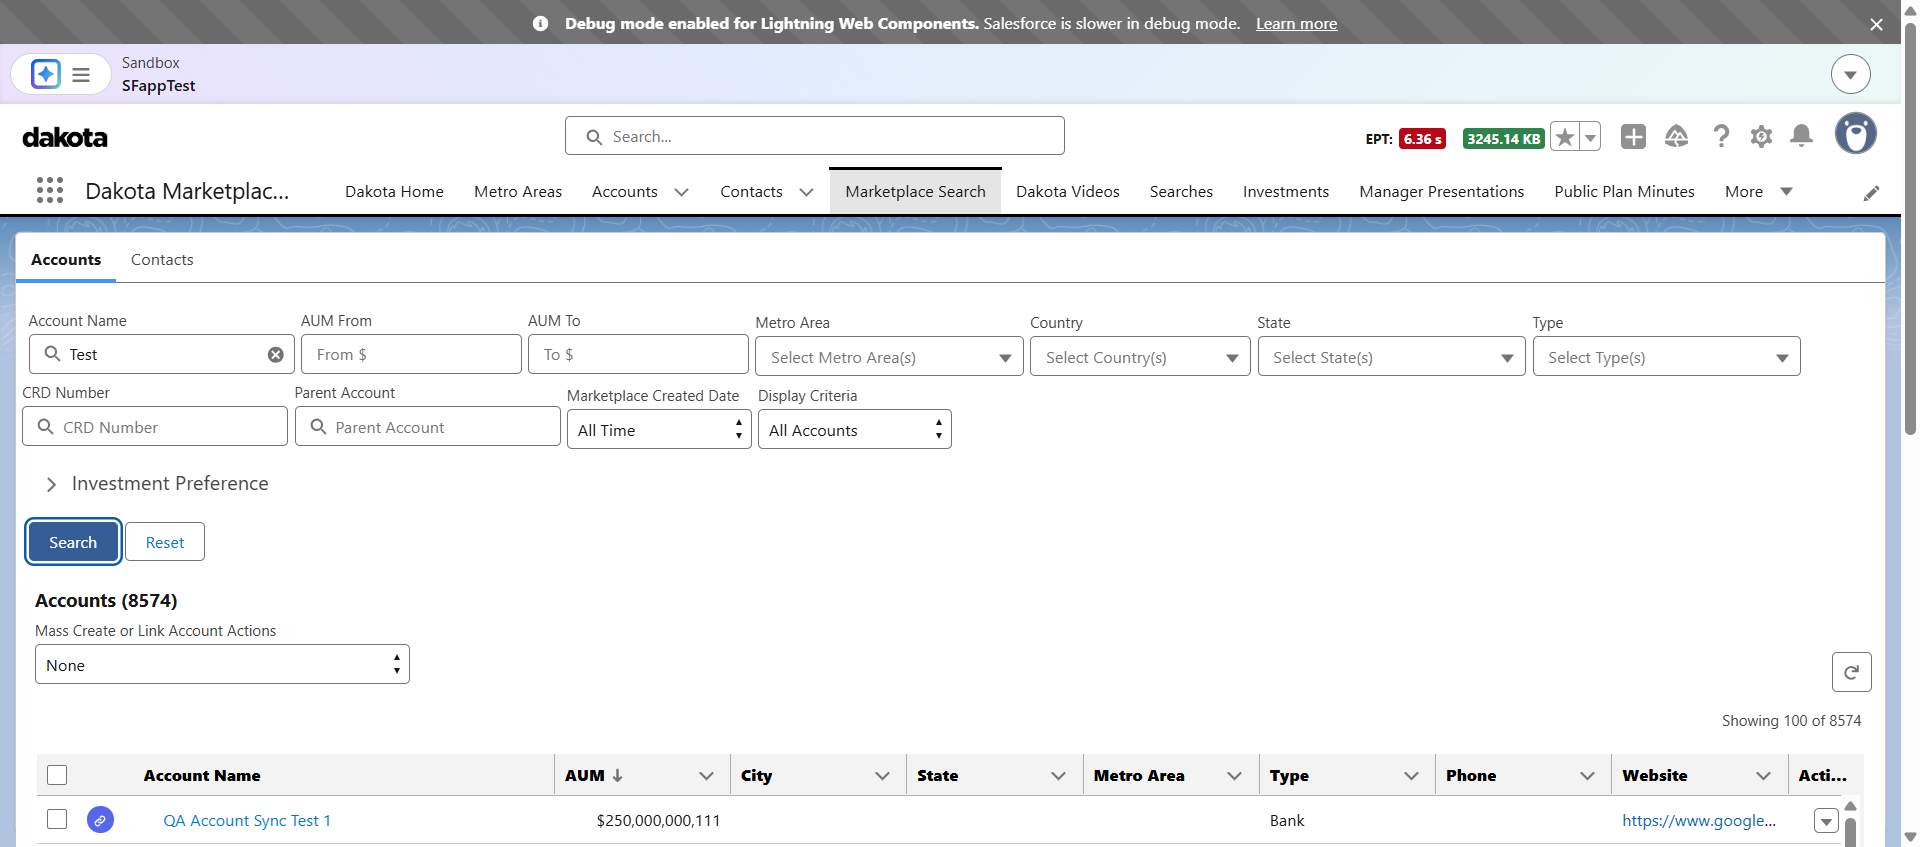 Debug mode enabled for Lightning Web Components. Salesforce is slower in debug mode. Learn more
Sandbox
SFappTest
dakota
Search...
EPT: 6.36 s 3245.14 KB
Dakota Marketplac...
Dakota Home Metro Areas Accounts Contacts Marketplace Search Dakota Videos Searches Investments Manager Presentations Public Plan Minutes More
Accounts Contacts
Account Name AUM From AUM To Metro Area Country State Type
Test From $ To $ Select Metro Area(s) Select Country(s) Select State(s) Select Type(s)
CRD Number Parent Account Marketplace Created Date Display Criteria
CRD Number Parent Account All Time All Accounts
Investment Preference
Search Reset
Accounts (8574)
Mass Create or Link Account Actions
None
Showing 100 of 8574
Account Name AUM City State Metro Area Type Phone Website Acti...
QA Account Sync Test 1 $250,000,000,111 Bank https://www.google...